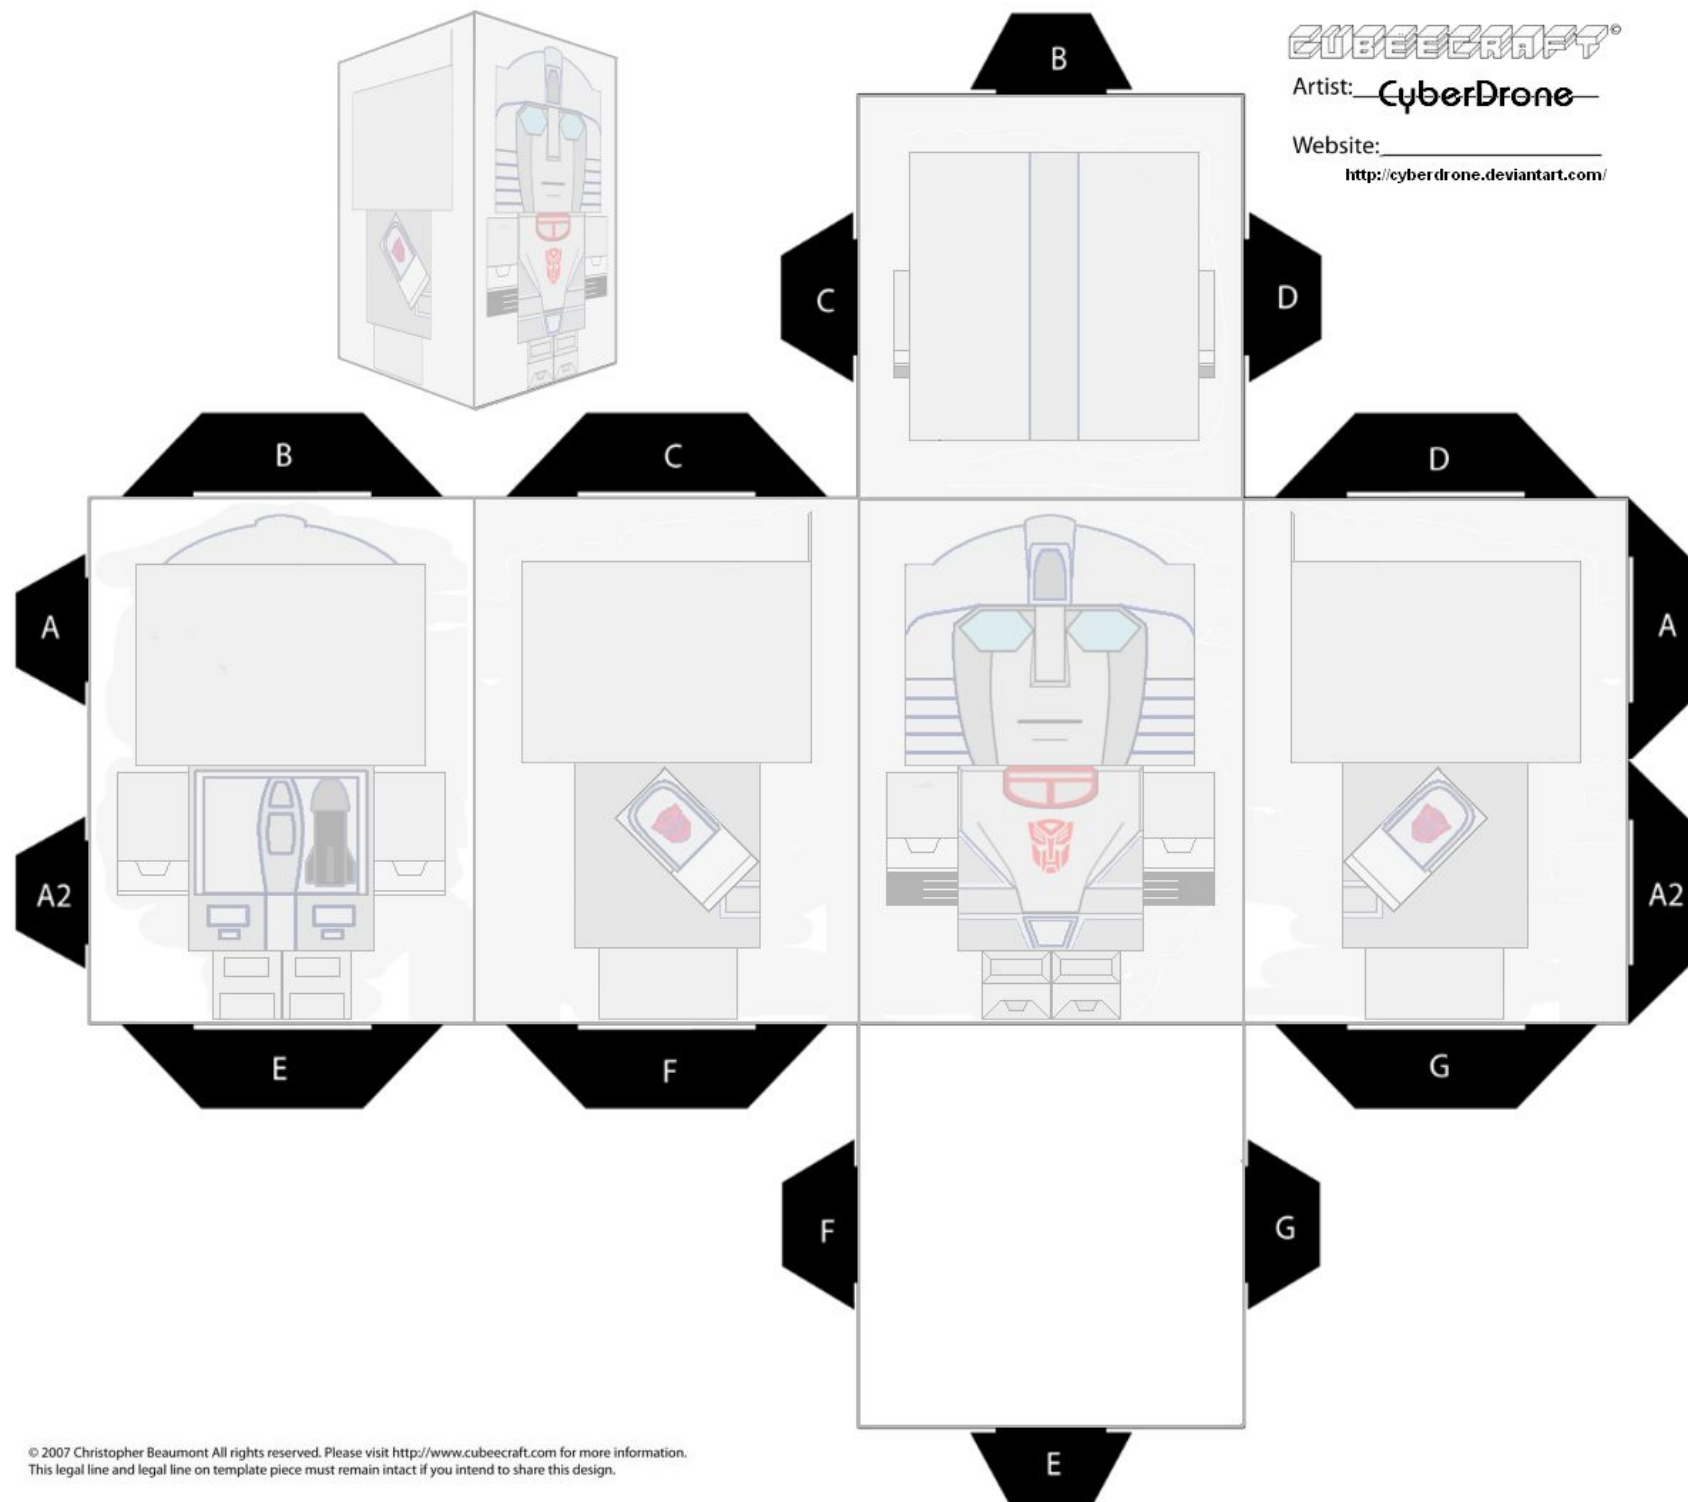 B
CUBEECRAFT©
Artist: CyberDrone
Website:
http://cyberdrone.deviantart.com/
C
D
B
C
D
A
A
A2
A2
E
F
G
F
G
E
© 2007 Christopher Beaumont All rights reserved. Please visit http://www.cubeecraft.com for more information.
This legal line and legal line on template piece must remain intact if you intend to share this design.